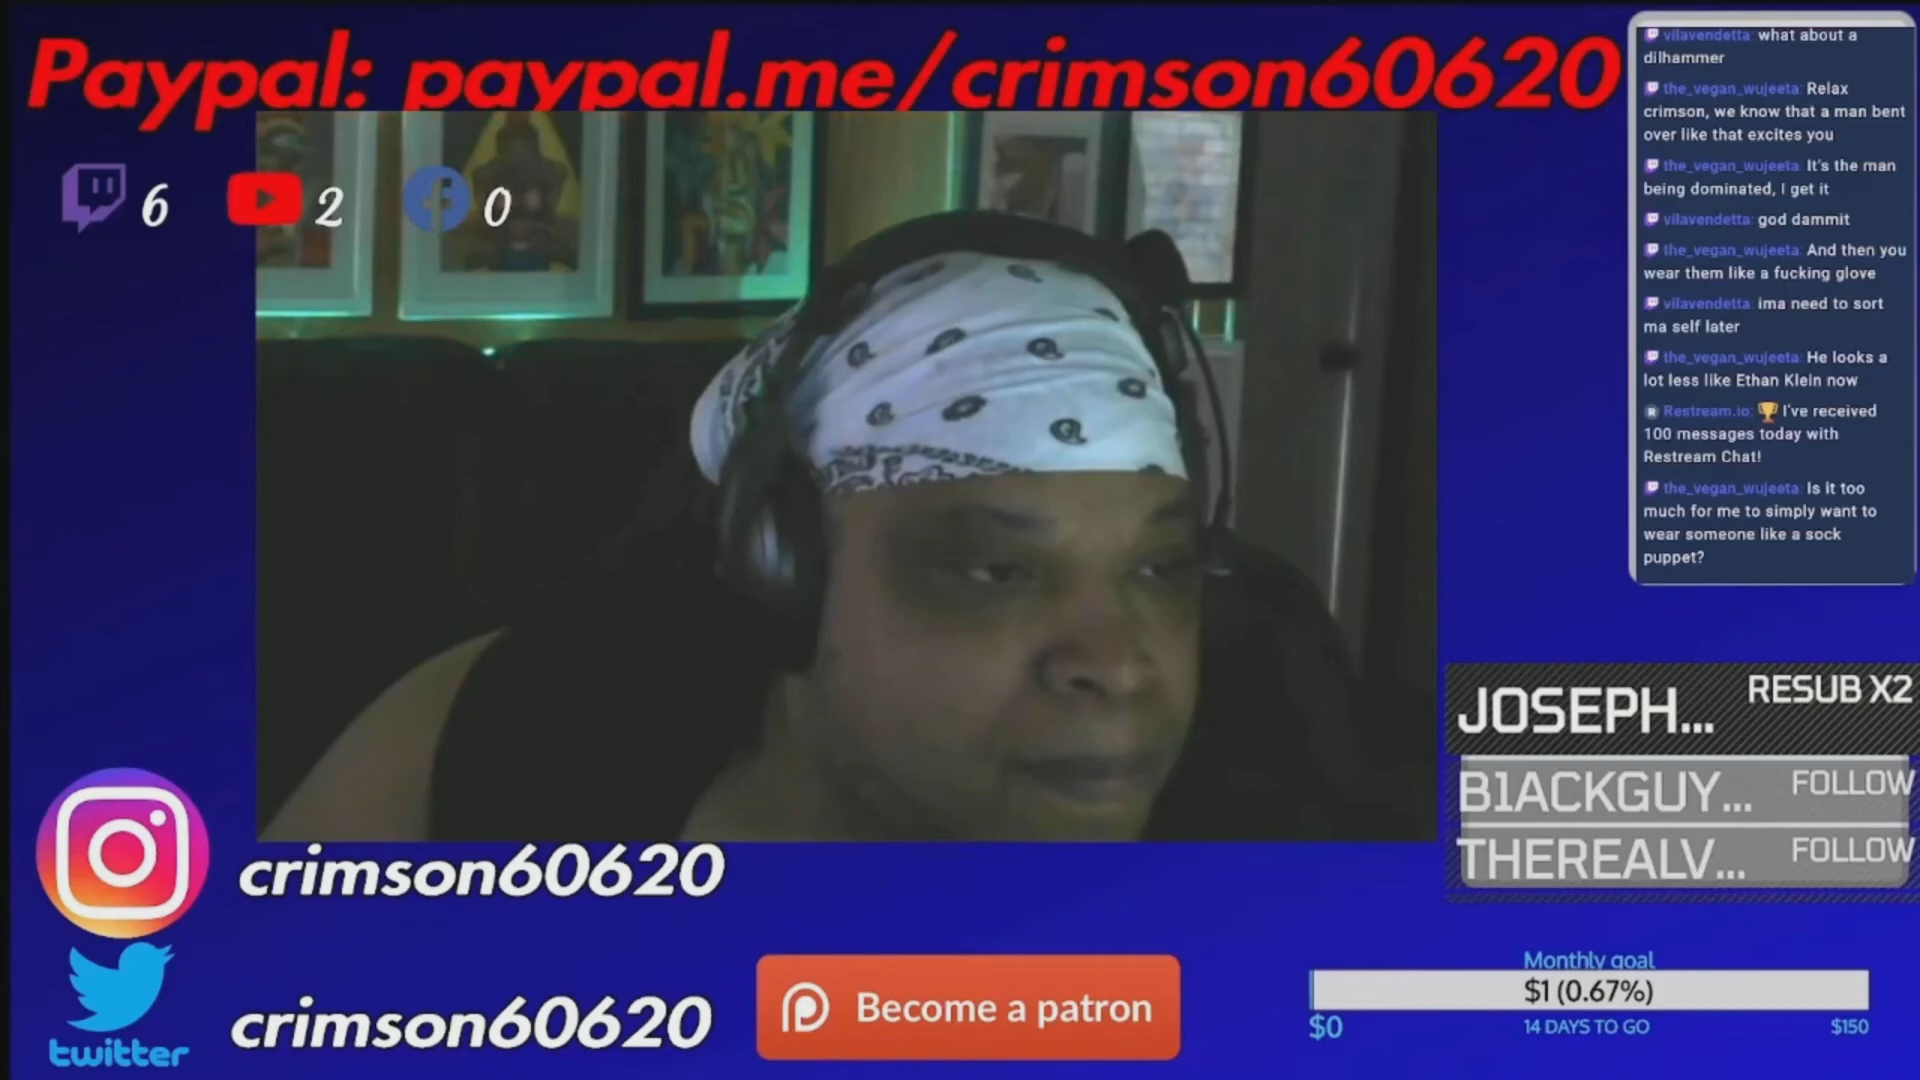 Paypal: paypal.me/crimson60620
6
2
0
vilavendetta: what about a
dilhammer
the_vegan_wujeeta: Relax
crimson, we know that a man bent
over like that excites you
the_vegan_wujeeta: It's the man
being dominated, I get it
vilavendetta: god dammit
the_vegan_wujeeta: And then you
wear them like a fucking glove
vilavendetta: ima need to sort
ma self later
the_vegan_wujeeta: He looks a
lot less like Ethan Klein now
Restream.io: 🏆 I've received
100 messages today with
Restream Chat!
the_vegan_wujeeta: Is it too
much for me to simply want to
wear someone like a sock
puppet?
JOSEPH... RESUB X2
B1ACKGUY... FOLLOW
THEREALV... FOLLOW
crimson60620
twitter
crimson60620
Become a patron
Monthly goal
$1 (0.67%)
$0 14 DAYS TO GO $150